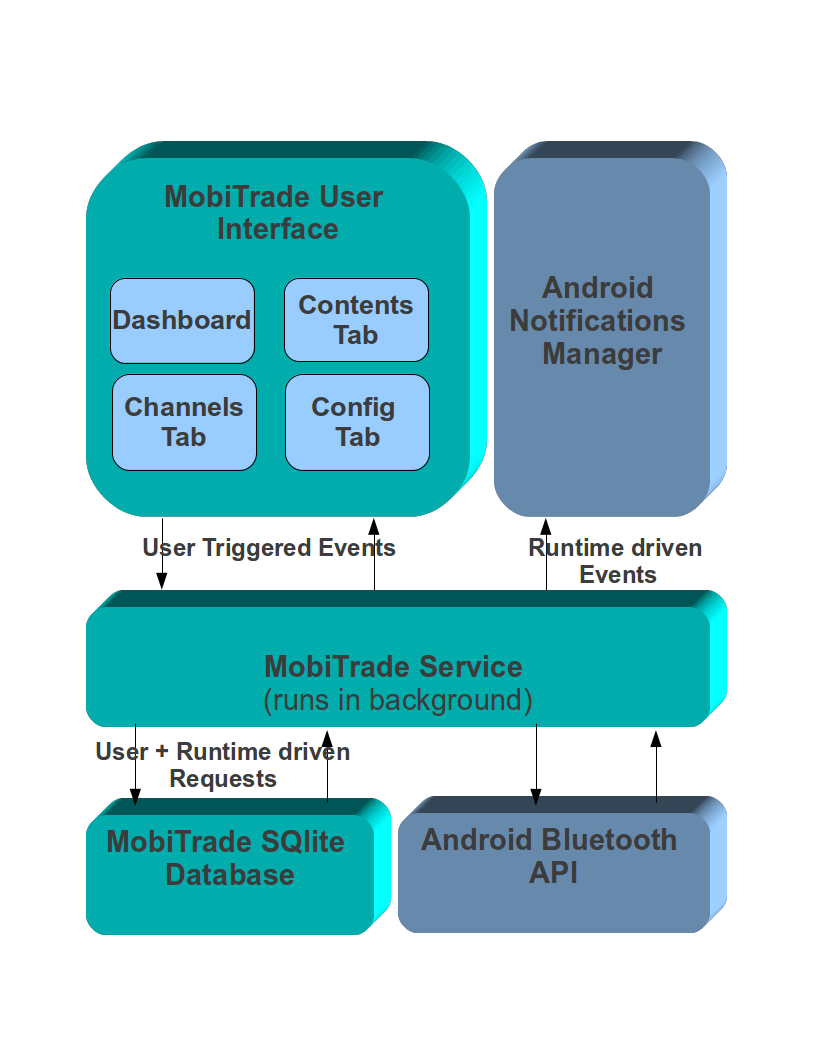 MobiTrade User
Interface
Dashboard
Contents
Tab
Channels
Tab
Config
Tab
Android
Notifications
Manager
User Triggered Events
Runtime driven
Events
MobiTrade Service
(runs in background)
User + Runtime driven
Requests
MobiTrade SQlite
Database
Android Bluetooth
API